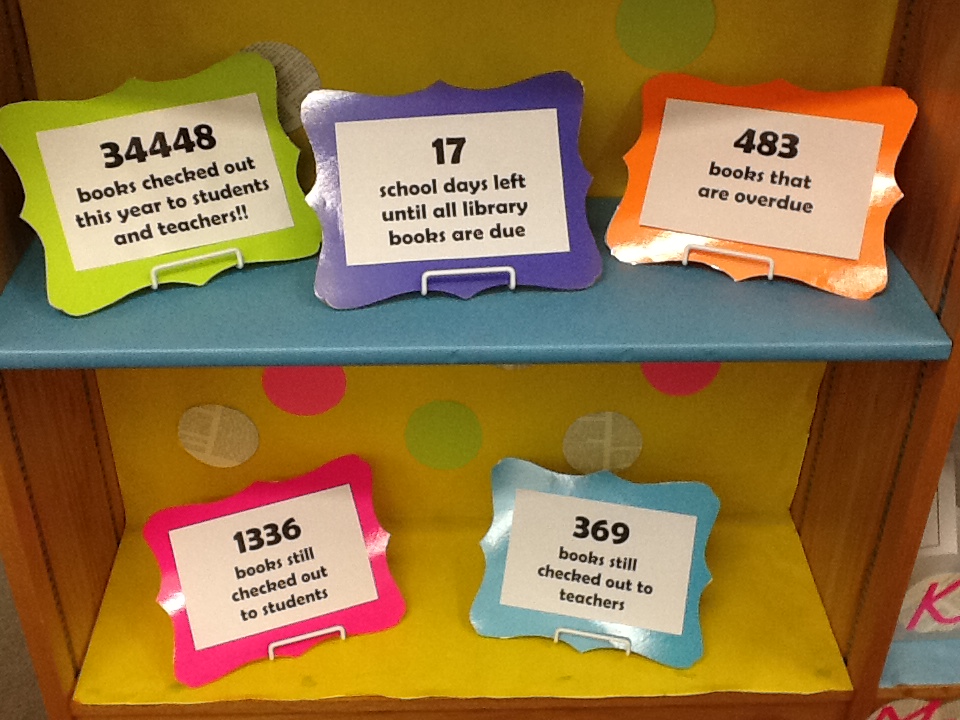 34448
books checked out
this year to students
and teachers!!
17
school days left
until all library
books are due
483
books that
are overdue
1336
books still
checked out
to students
369
books still
checked out to
teachers
K